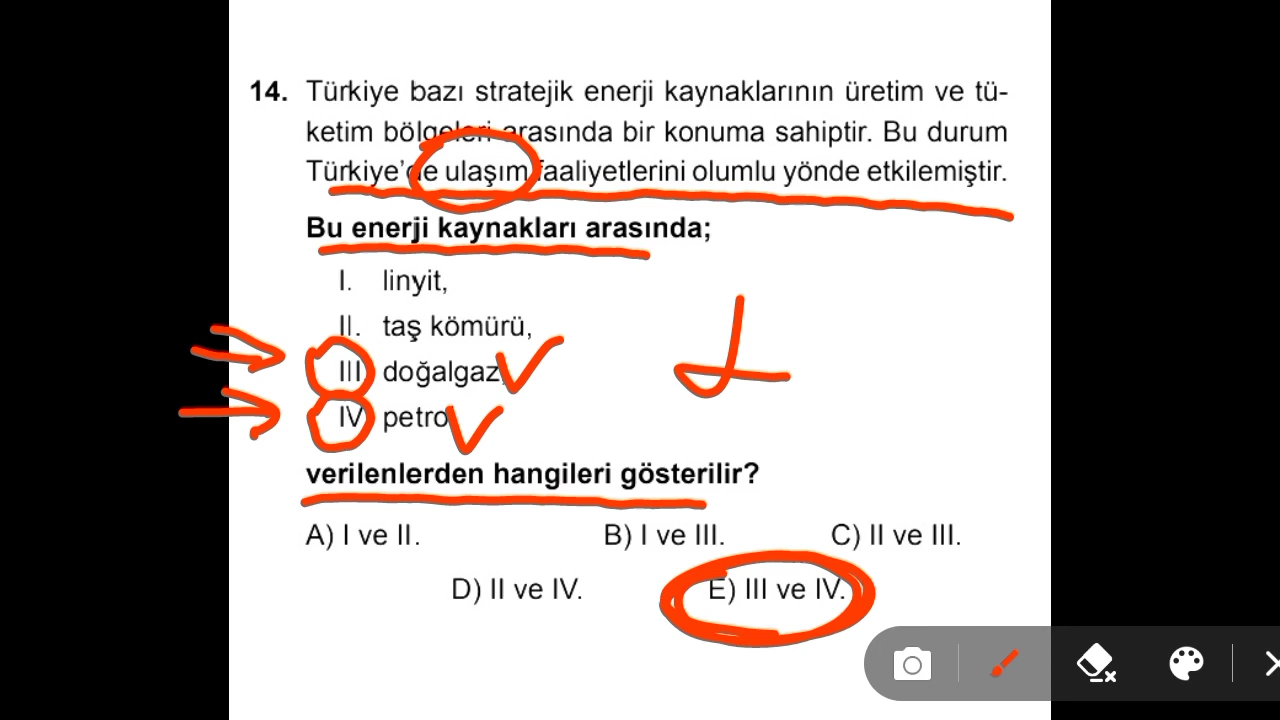 14. Türkiye bazı stratejik enerji kaynaklarının üretim ve tü-
ketim bölgeleri arasında bir konuma sahiptir. Bu durum
Türkiye'de ulaşım faaliyetlerini olumlu yönde etkilemiştir.
Bu enerji kaynakları arasında;
I. linyit,
II. taş kömürü,
III doğalgaz,
IV petro
verilenlerden hangileri gösterilir?
A) I ve II. B) I ve III. C) II ve III.
D) II ve IV. E) III ve IV.